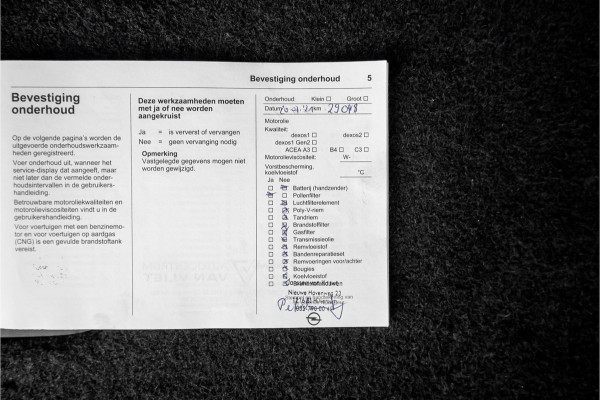 Bevestiging onderhoud 5
Bevestiging
onderhoud
Op de volgende pagina's worden de
uitgevoerde onderhoudswerkzaam-
heden geregistreerd.
Voer onderhoud uit, wanneer het
service-display dat aangeeft, maar
niet later dan de vermelde onder-
houdsintervallen in de gebruikers-
handleiding.
Betrouwbare motoroliekwaliteiten en
motorolieviscositeiten vindt u in de
gebruikershandleiding.
Voor voertuigen met een benzinemo-
tor en voor voertuigen op aardgas
(CNG) is een gevulde brandstoftank
vereist.
Deze werkzaamheden moeten
met ja of nee worden
aangekruist
Ja = is ververst of vervangen
Nee = geen vervanging nodig
Opmerking
Vastgelegde gegevens mogen niet
worden gewijzigd.
Onderhoud: Klein Groot
Datum km 29048
Motorolie
Kwaliteit:
dexos1 dexos2
dexos1 Gen2
ACEA A3 B4 C3
Motorolieviscositeit: W-
Vorstbescherming,
koelvloeistof °C
Ja Nee
Batterij (handzender)
Pollenfilter
Luchtfilterelement
Poly-V-riem
Tandriem
Brandstoffilter
Gasfilter
Transmissieolie
Remvloeistof
Bandenreparatieset
Remvoeringen voor/achter
Bougies
Koelvloeistof
Nieuwe Havenweg 23